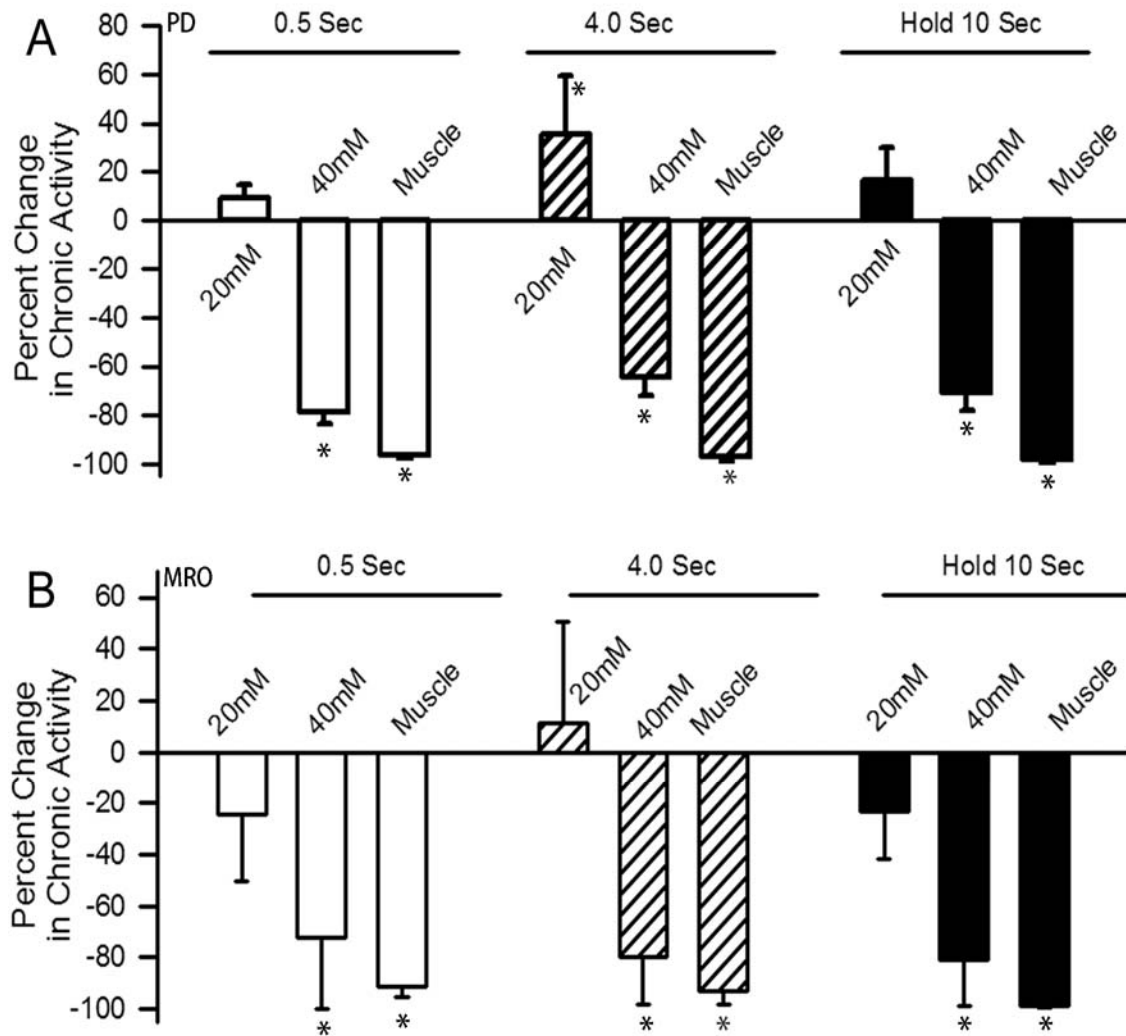 A
PD
0.5 Sec
4.0 Sec
Hold 10 Sec
Percent Change
in Chronic Activity
80
60
40
20
0
-20
-40
-60
-80
-100
20mM
40mM
Muscle
20mM
40mM
Muscle
20mM
40mM
Muscle
*
*
*
*
*
*
*
B
MRO
0.5 Sec
4.0 Sec
Hold 10 Sec
Percent Change
in Chronic Activity
60
40
20
0
-20
-40
-60
-80
-100
20mM
40mM
Muscle
20mM
40mM
Muscle
20mM
40mM
Muscle
*
*
*
*
*
*